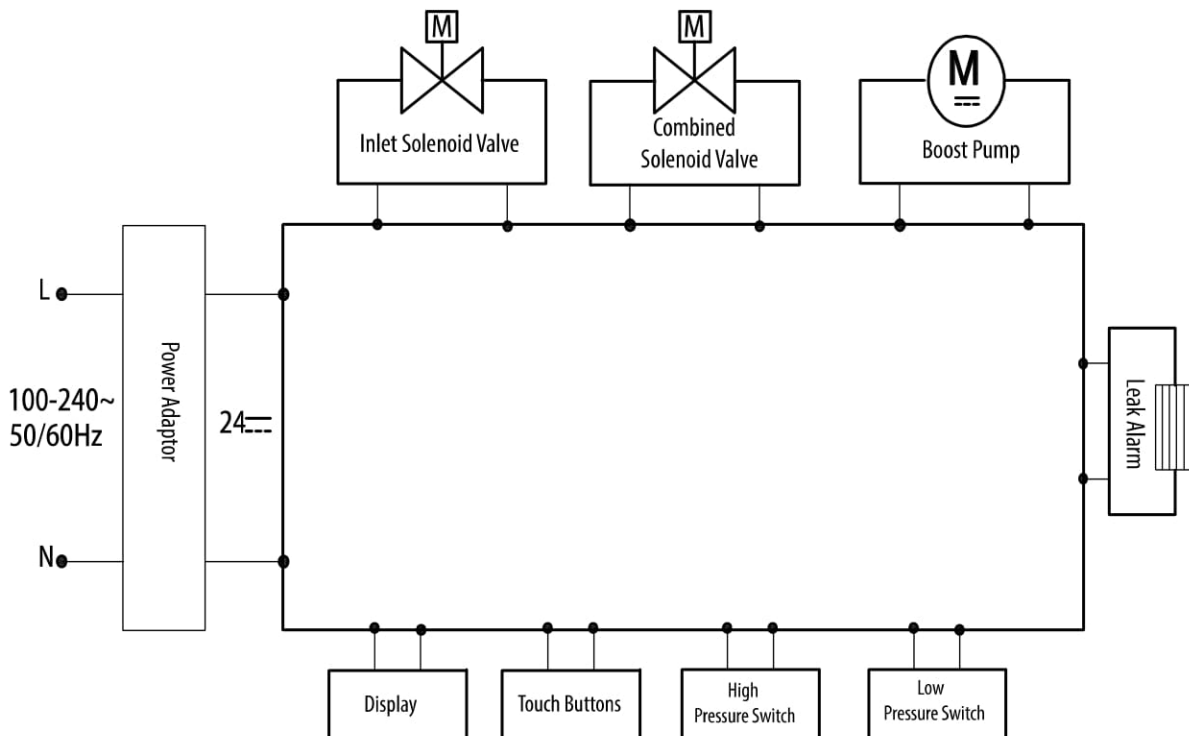 M
M
M
Inlet Solenoid Valve
Combined
Solenoid Valve
Boost Pump
L
100-240~
50/60Hz
N
Power Adaptor
24
Leak Alarm
Display
Touch Buttons
High
Pressure Switch
Low
Pressure Switch